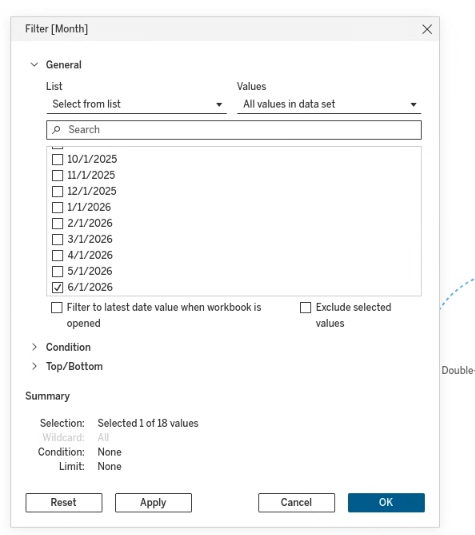 Filter [Month]
General
List Values
Select from list All values in data set
Search
10/1/2025
11/1/2025
12/1/2025
1/1/2026
2/1/2026
3/1/2026
4/1/2026
5/1/2026
6/1/2026
Filter to latest date value when workbook is opened
Exclude selected values
Condition
Top/Bottom
Summary
Selection: Selected 1 of 18 values
Wildcard: All
Condition: None
Limit: None
Reset Apply Cancel OK
Double-